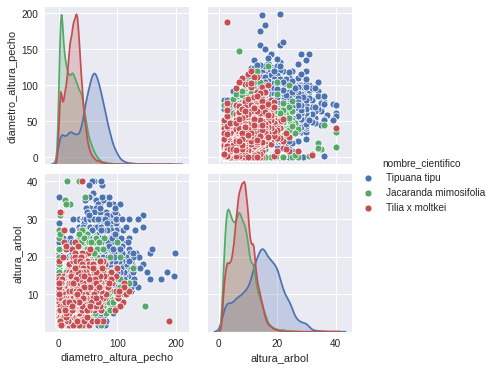 200
150
100
50
0
diametro_altura_pecho
40
30
20
10
altura_arbol
0 100 200
diametro_altura_pecho
0 20 40
altura_arbol
nombre_cientifico
Tipuana tipu
Jacaranda mimosifolia
Tilia x moltkei